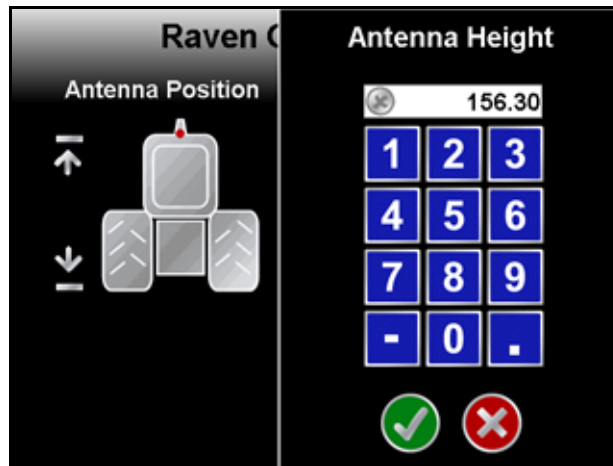 Raven
Antenna Position
Antenna Height
156.30
1 2 3
4 5 6
7 8 9
- 0 .